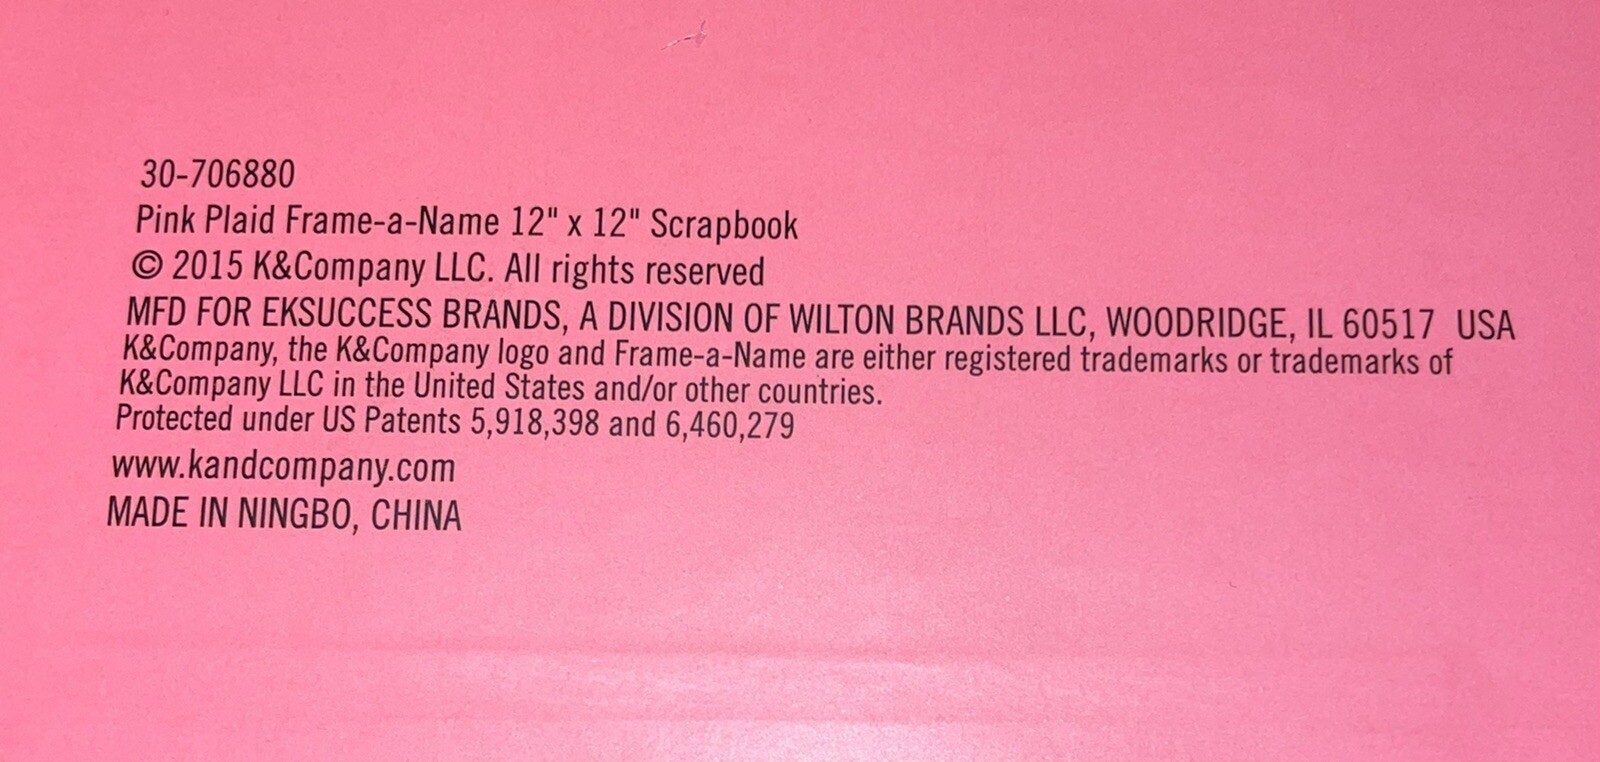 30-706880
Pink Plaid Frame-a-Name 12" x 12" Scrapbook
© 2015 K&Company LLC. All rights reserved
MFD FOR EKSUCCESS BRANDS, A DIVISION OF WILTON BRANDS LLC, WOODRIDGE, IL 60517 USA
K&Company, the K&Company logo and Frame-a-Name are either registered trademarks or trademarks of
K&Company LLC in the United States and/or other countries.
Protected under US Patents 5,918,398 and 6,460,279
www.kandcompany.com
MADE IN NINGBO, CHINA